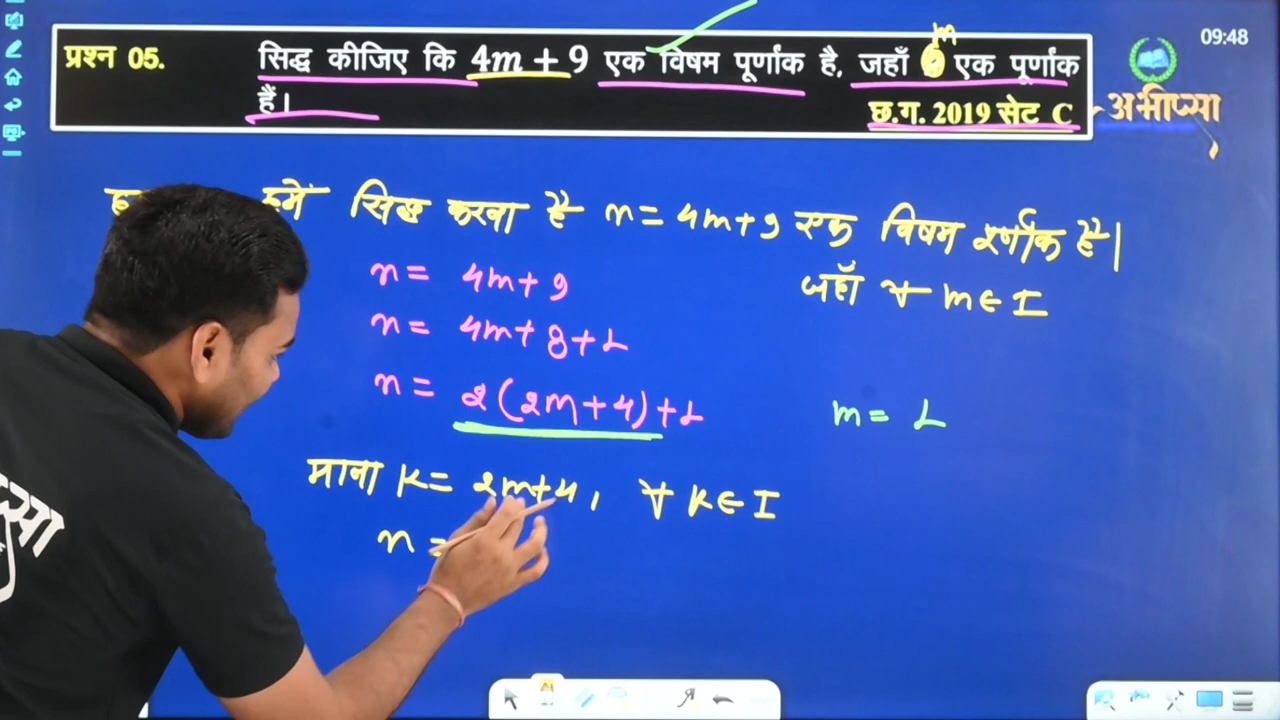 09:48
प्रश्न 05. सिद्ध कीजिए कि 4m + 9 एक विषम पूर्णांक है, जहाँ m एक पूर्णांक
हैं।
छ.ग. 2019 सेट C
अभीप्सा
हमें सिद्ध करना है n = 4m+9 एक विषम पूर्णांक है।
जहाँ ∀ m ∈ I
n = 4m + 9
n = 4m + 8 + 1
n = 2(2m+4)+1
m = 1
माना K = 2m+4, ∀ K ∈ I
n =